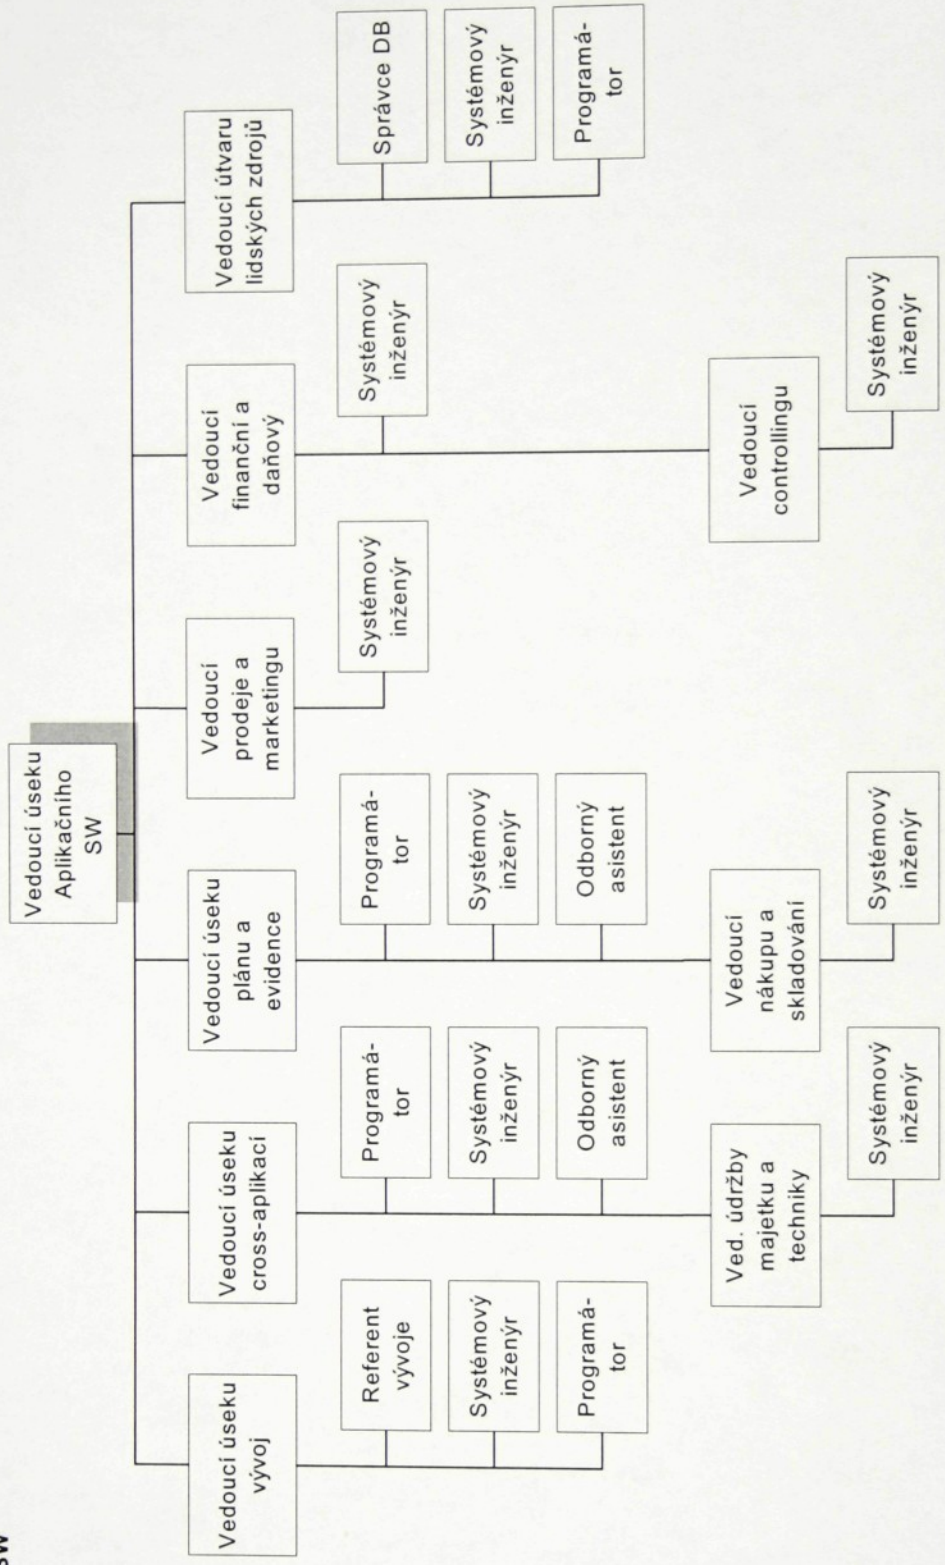 SW
Vedoucí úseku
Aplikačního
SW
Vedoucí úseku
vývoj
Vedoucí úseku
cross-aplikací
Vedoucí úseku
plánu a
evidence
Vedoucí
prodeje a
marketingu
Vedoucí
finanční a
daňový
Vedoucí útvaru
lidských zdrojů
Referent
vývoje
Systémový
inženýr
Programá-
tor
Programá-
tor
Systémový
inženýr
Odborný
asistent
Programá-
tor
Systémový
inženýr
Odborný
asistent
Systémový
inženýr
Systémový
inženýr
Správce DB
Systémový
inženýr
Programá-
tor
Ved. údržby
majetku a
techniky
Systémový
inženýr
Vedoucí
nákupu a
skladování
Systémový
inženýr
Vedoucí
controllingu
Systémový
inženýr